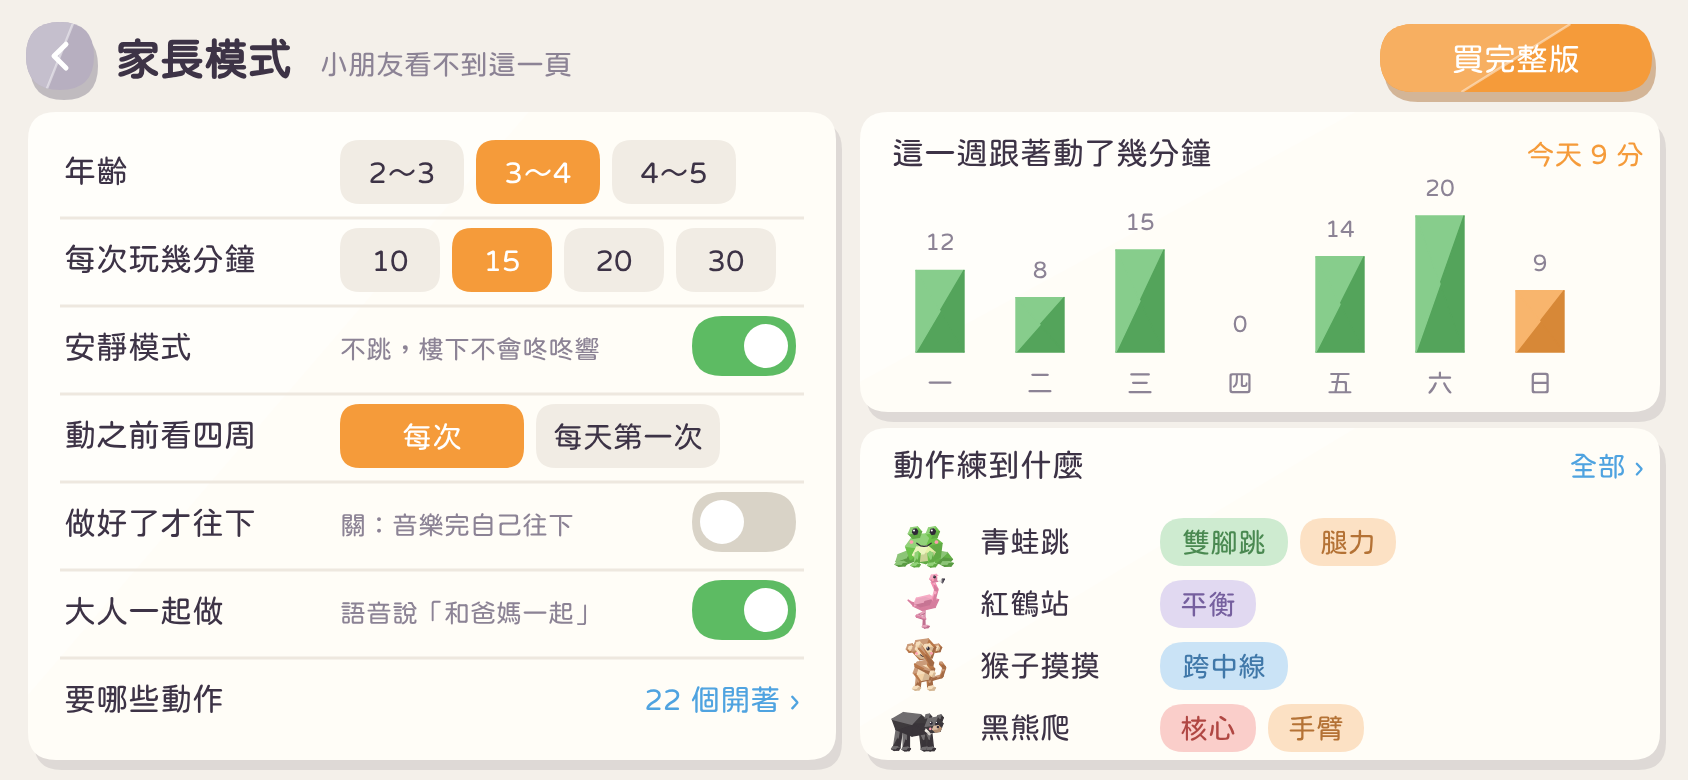 家長模式 小朋友看不到這一頁
買完整版
年齡 2～3 3～4 4～5
每次玩幾分鐘 10 15 20 30
安靜模式 不跳，樓下不會咚咚響
動之前看四周 每次 每天第一次
做好了才往下 關：音樂完自己往下
大人一起做 語音說「和爸媽一起」
要哪些動作 22 個開著 ›
這一週跟著動了幾分鐘 今天 9 分
12 8 15 0 14 20 9
一 二 三 四 五 六 日
動作練到什麼 全部 ›
青蛙跳 雙腳跳 腿力
紅鶴站 平衡
猴子摸摸 跨中線
黑熊爬 核心 手臂